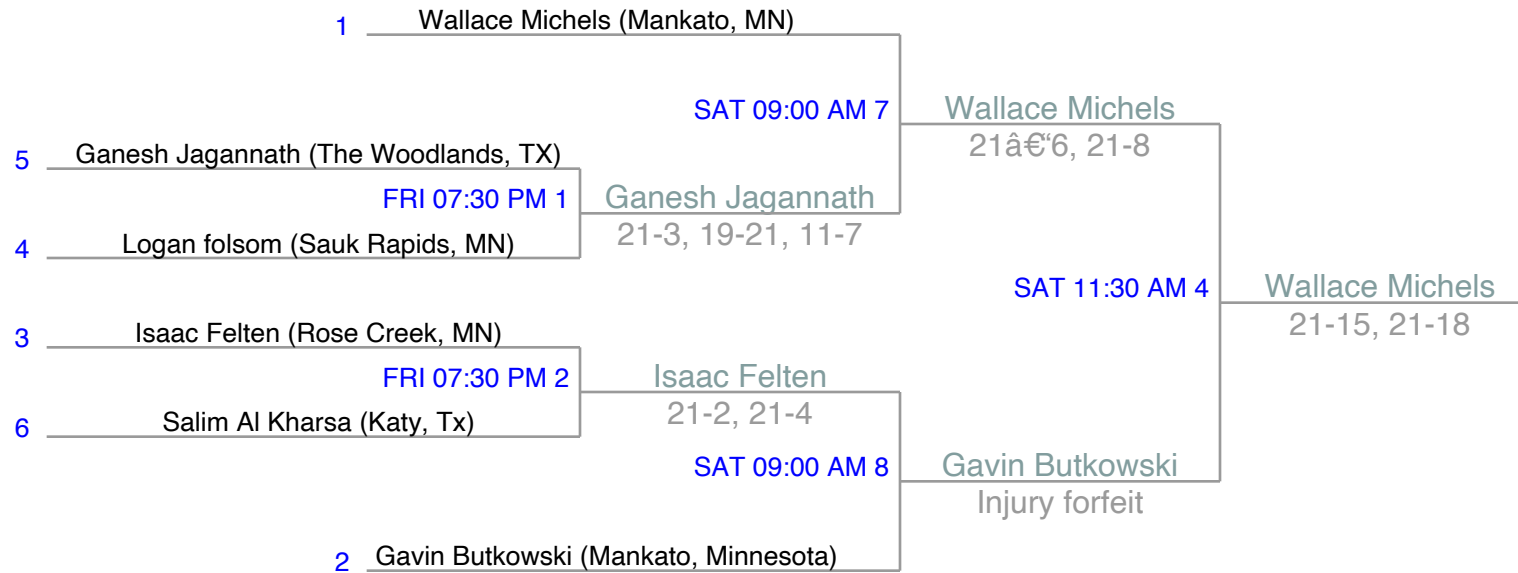 1 Wallace Michels (Mankato, MN)
SAT 09:00 AM 7
Wallace Michels
21â€“6, 21-8
5 Ganesh Jagannath (The Woodlands, TX)
FRI 07:30 PM 1
Ganesh Jagannath
21-3, 19-21, 11-7
4 Logan folsom (Sauk Rapids, MN)
SAT 11:30 AM 4
Wallace Michels
21-15, 21-18
3 Isaac Felten (Rose Creek, MN)
FRI 07:30 PM 2
Isaac Felten
21-2, 21-4
6 Salim Al Kharsa (Katy, Tx)
SAT 09:00 AM 8
Gavin Butkowski
Injury forfeit
2 Gavin Butkowski (Mankato, Minnesota)